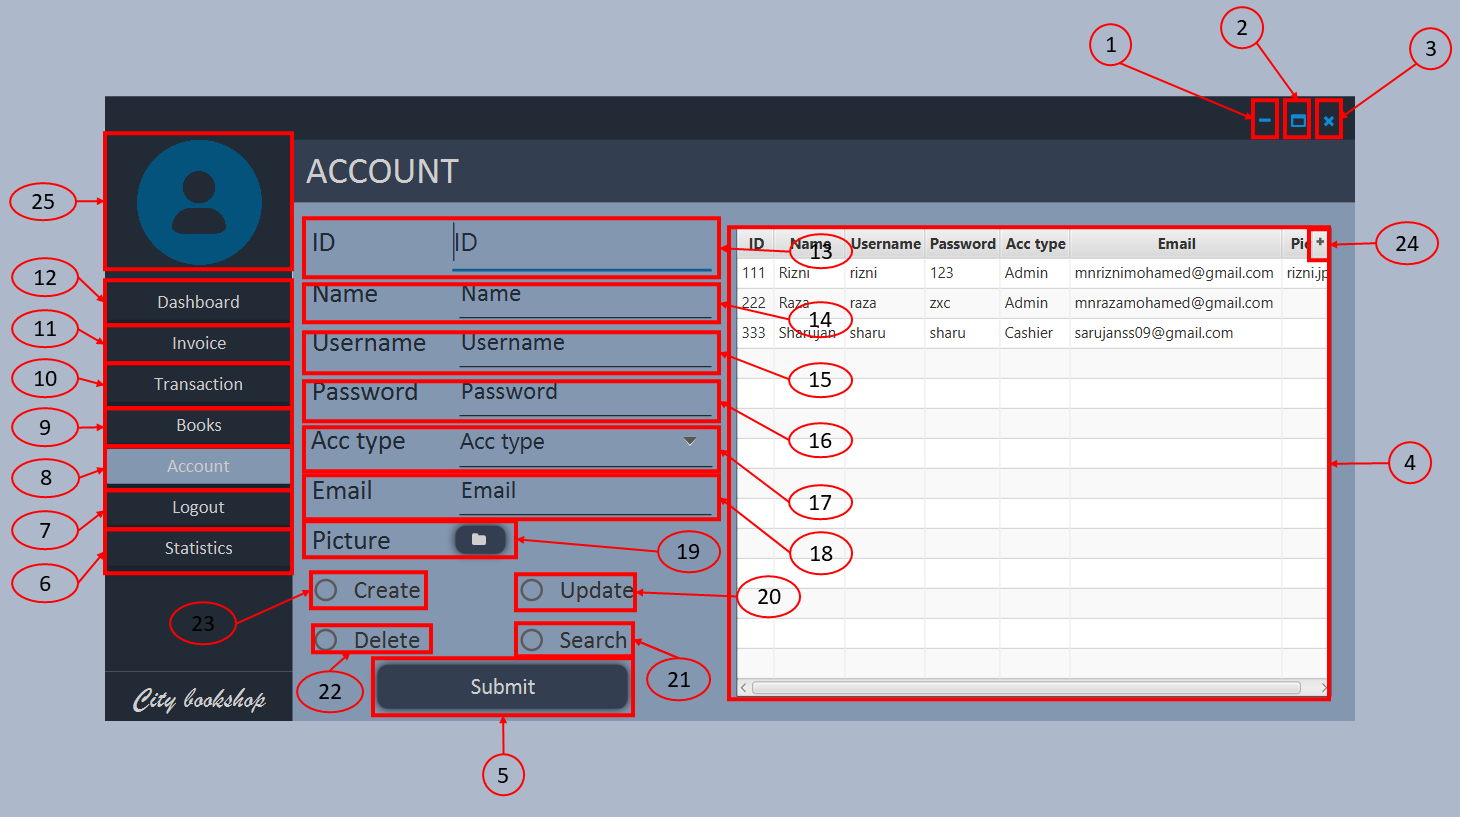 1
2
3
ACCOUNT
25
ID
ID
13
ID Name Username Password Acc type Email Pic +
24
111 Rizni rizni 123 Admin mnriznimohamed@gmail.com rizni.jp
12
Dashboard
Name
Name
14
222 Raza raza zxc Admin mnrazamohamed@gmail.com
11
Invoice
Username
Username
333 Sharujan sharu sharu Cashier sarujanss09@gmail.com
10
Transaction
Password
Password
15
9
Books
Acc type
Acc type
16
8
Account
4
7
Logout
Email
Email
17
6
Statistics
Picture
19
18
Create
Update
20
23
Delete
Search
22
21
City bookshop
Submit
5